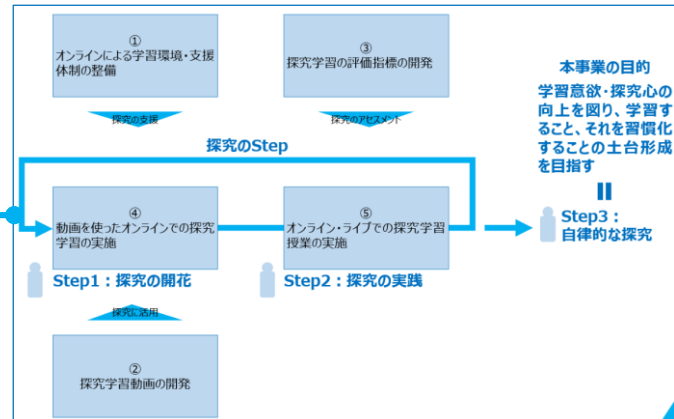 ①
オンラインによる学習環境・支援
体制の整備
③
探究学習の評価指標の開発
探究の支援
探究のアセスメント
本事業の目的
学習意欲・探究心の
向上を図り、学習す
ること、それを習慣化
することの土台形成
を目指す
探究のStep
④
動画を使ったオンラインでの探究
学習の実施
⑤
オンライン・ライブでの探究学習
授業の実施
Step1：探究の開花
Step2：探究の実践
Step3：
自律的な探究
探究に活用
②
探究学習動画の開発